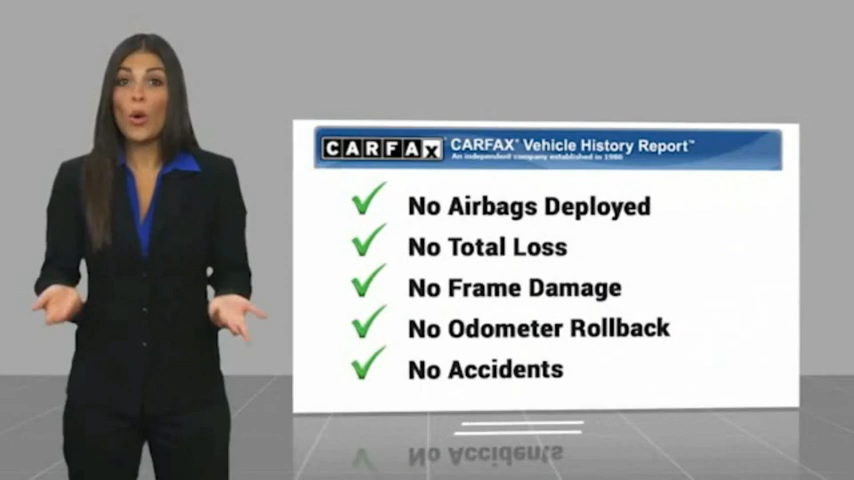 CARFAX CARFAX® Vehicle History Report™
An independent company established in 1986
No Airbags Deployed
No Total Loss
No Frame Damage
No Odometer Rollback
No Accidents
No Accidents